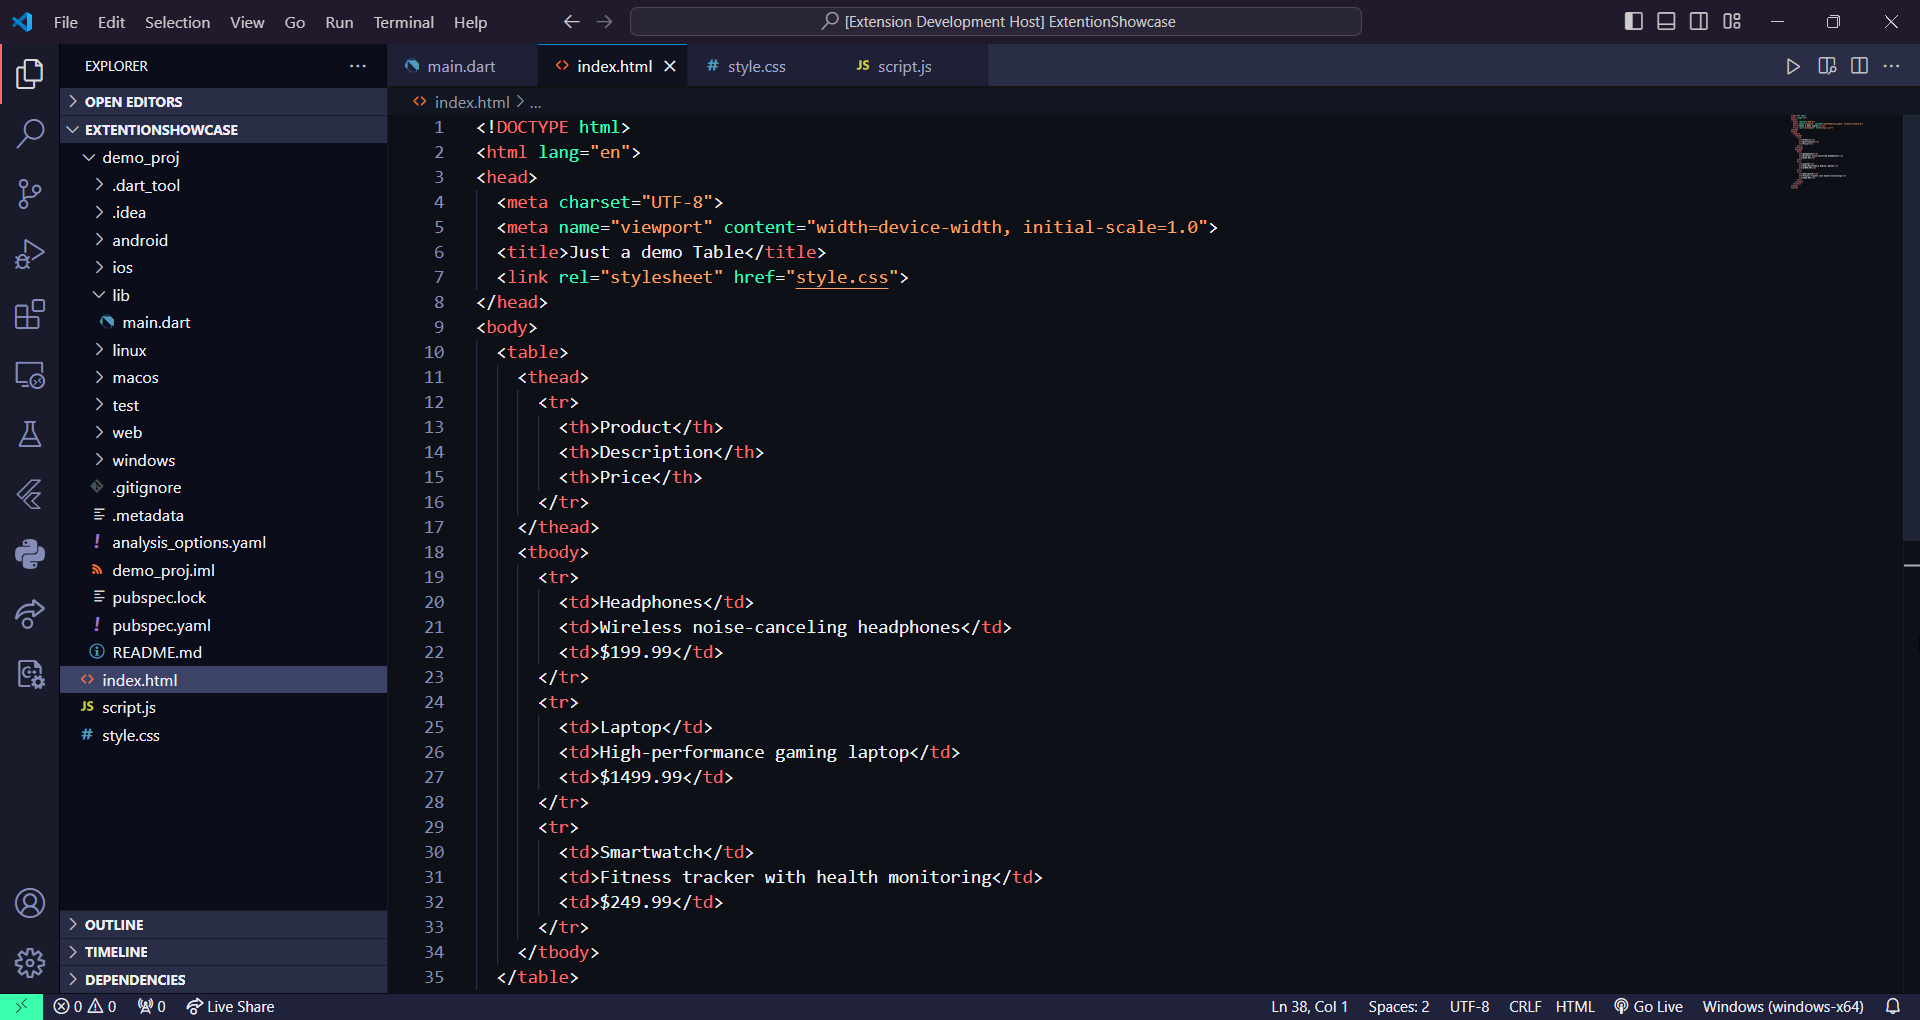 File Edit Selection View Go Run Terminal Help
[Extension Development Host] ExtentionShowcase
EXPLORER
OPEN EDITORS
EXTENTIONSHOWCASE
demo_proj
.dart_tool
.idea
android
ios
lib
main.dart
linux
macos
test
web
windows
.gitignore
.metadata
! analysis_options.yaml
demo_proj.iml
pubspec.lock
! pubspec.yaml
README.md
<> index.html
JS script.js
# style.css
OUTLINE
TIMELINE
DEPENDENCIES
main.dart <> index.html # style.css JS script.js
<> index.html > ...
1 <!DOCTYPE html>
2 <html lang="en">
3 <head>
4 <meta charset="UTF-8">
5 <meta name="viewport" content="width=device-width, initial-scale=1.0">
6 <title>Just a demo Table</title>
7 <link rel="stylesheet" href="style.css">
8 </head>
9 <body>
10 <table>
11 <thead>
12 <tr>
13 <th>Product</th>
14 <th>Description</th>
15 <th>Price</th>
16 </tr>
17 </thead>
18 <tbody>
19 <tr>
20 <td>Headphones</td>
21 <td>Wireless noise-canceling headphones</td>
22 <td>$199.99</td>
23 </tr>
24 <tr>
25 <td>Laptop</td>
26 <td>High-performance gaming laptop</td>
27 <td>$1499.99</td>
28 </tr>
29 <tr>
30 <td>Smartwatch</td>
31 <td>Fitness tracker with health monitoring</td>
32 <td>$249.99</td>
33 </tr>
34 </tbody>
35 </table>
0 0 0 Live Share
Ln 38, Col 1 Spaces: 2 UTF-8 CRLF HTML Go Live Windows (windows-x64)